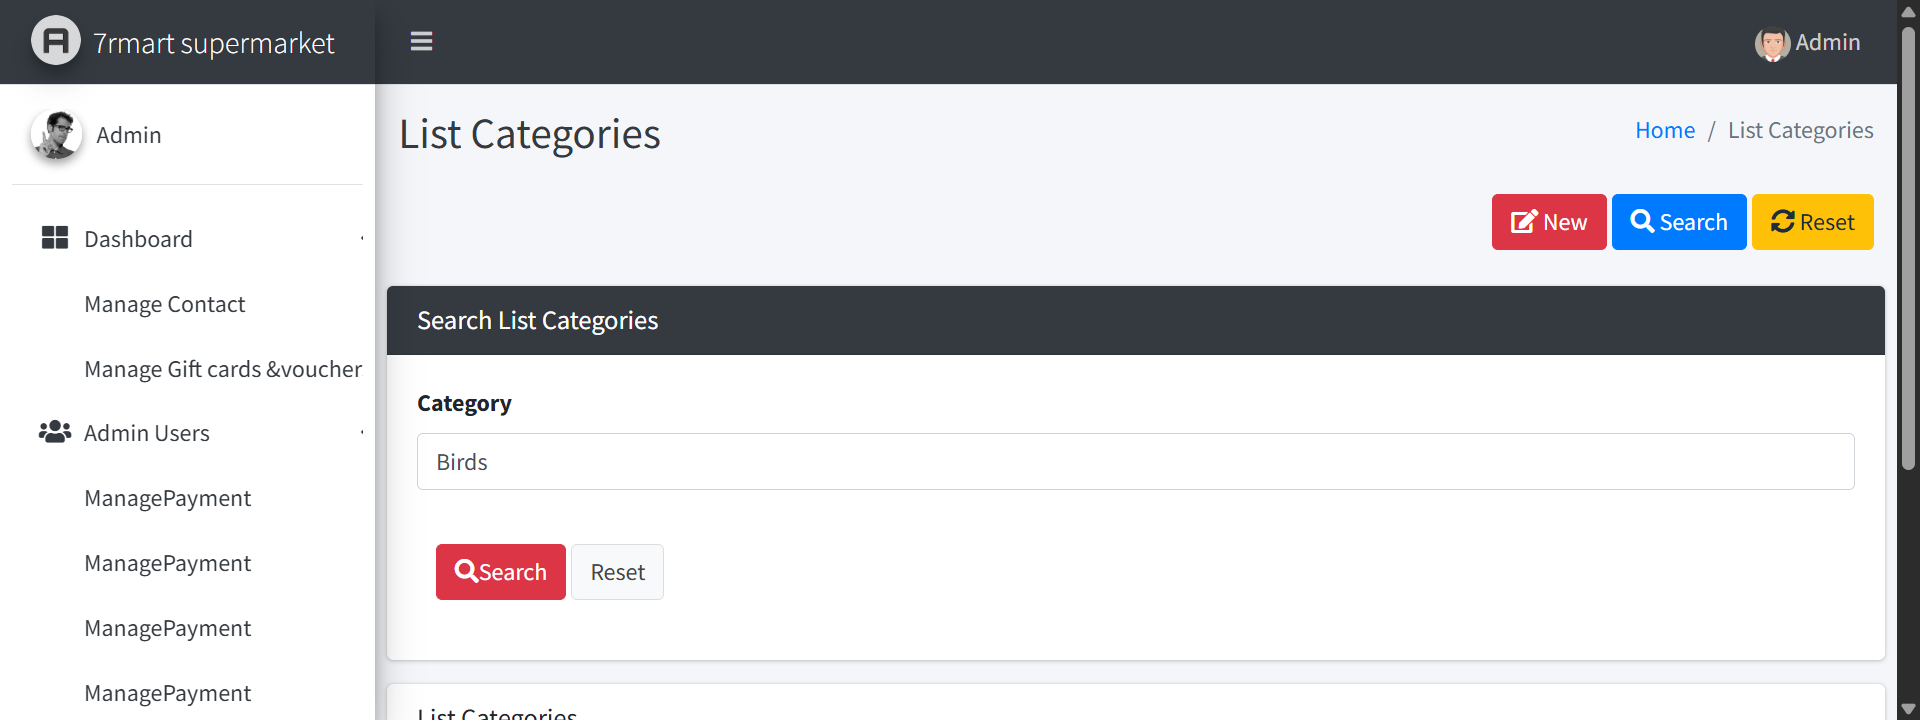 7rmart supermarket
Admin
Admin
List Categories
Home / List Categories
New
Search
Reset
Dashboard
Manage Contact
Manage Gift cards &voucher
Admin Users
ManagePayment
ManagePayment
ManagePayment
ManagePayment
Search List Categories
Category
Birds
Search
Reset
List Categories